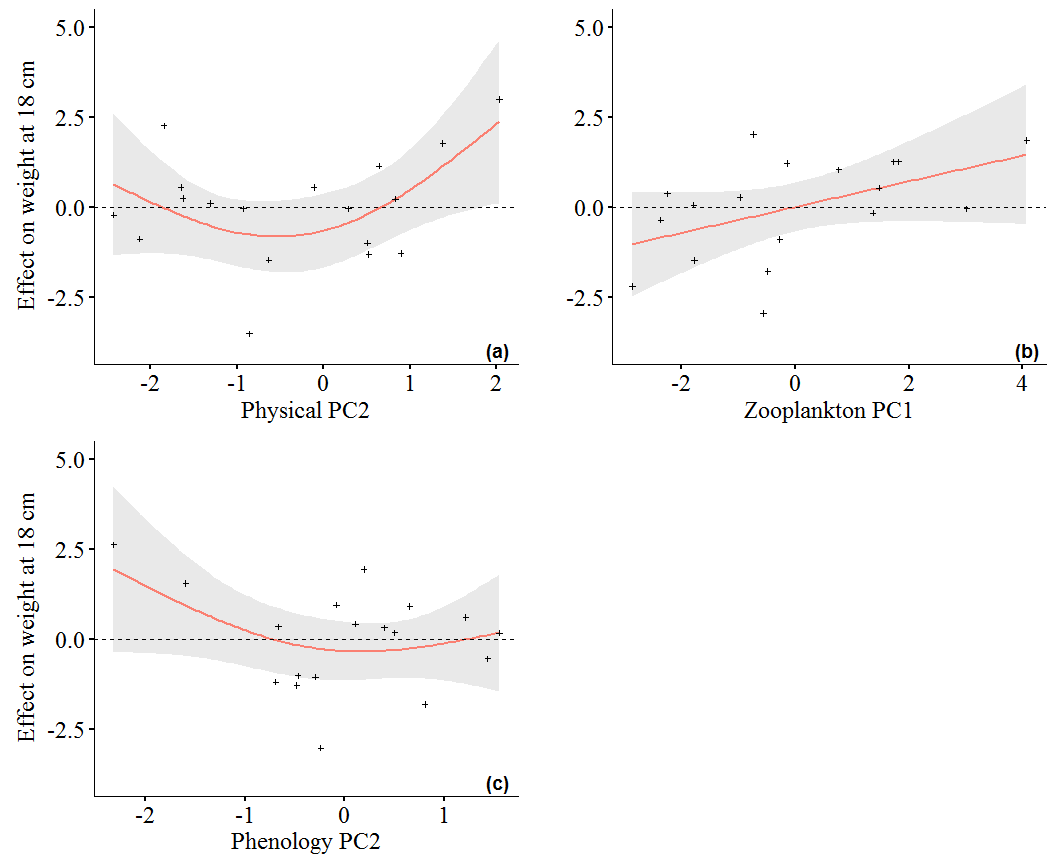 5.0
2.5
0.0
-2.5
Effect on weight at 18 cm
(a)
-2 -1 0 1 2
Physical PC2
5.0
2.5
0.0
-2.5
(b)
-2 0 2 4
Zooplankton PC1
5.0
2.5
0.0
-2.5
Effect on weight at 18 cm
(c)
-2 -1 0 1
Phenology PC2